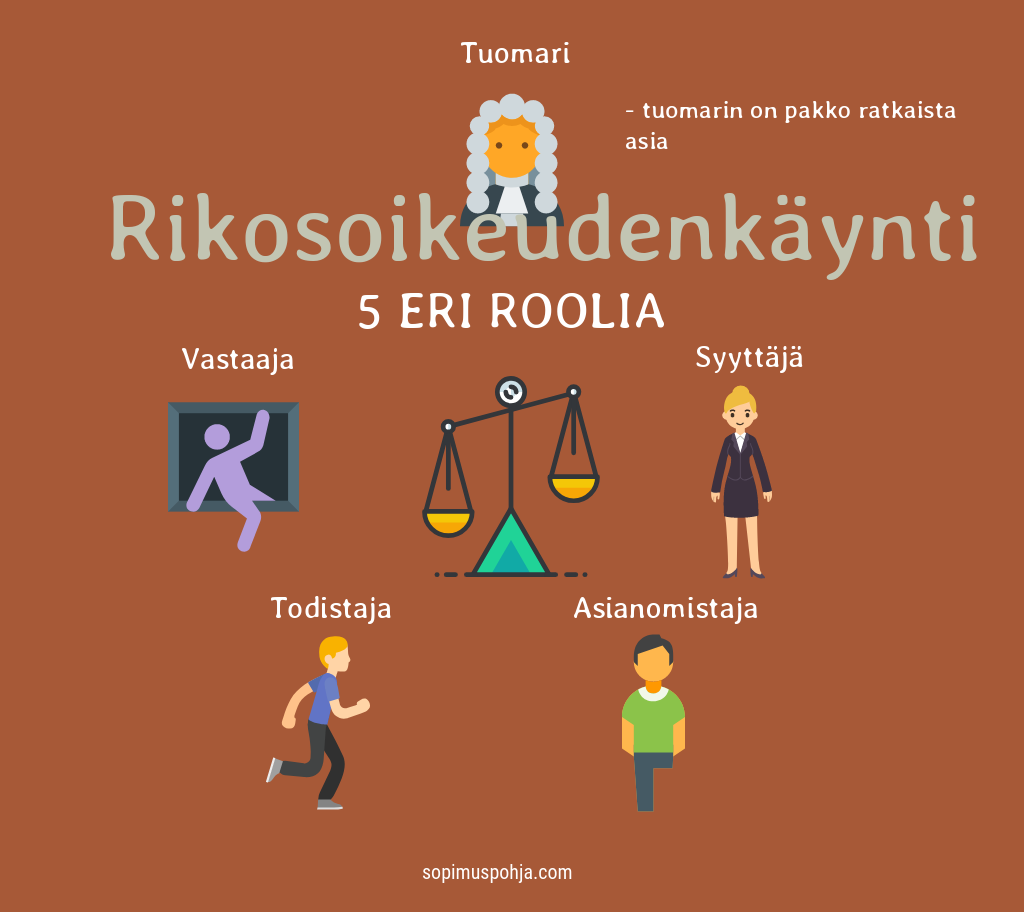 Tuomari
- tuomarin on pakko ratkaista
asia
Rikosoikeudenkäynti
5 ERI ROOLIA
Vastaaja
Syyttäjä
Todistaja
Asianomistaja
sopimuspohja.com